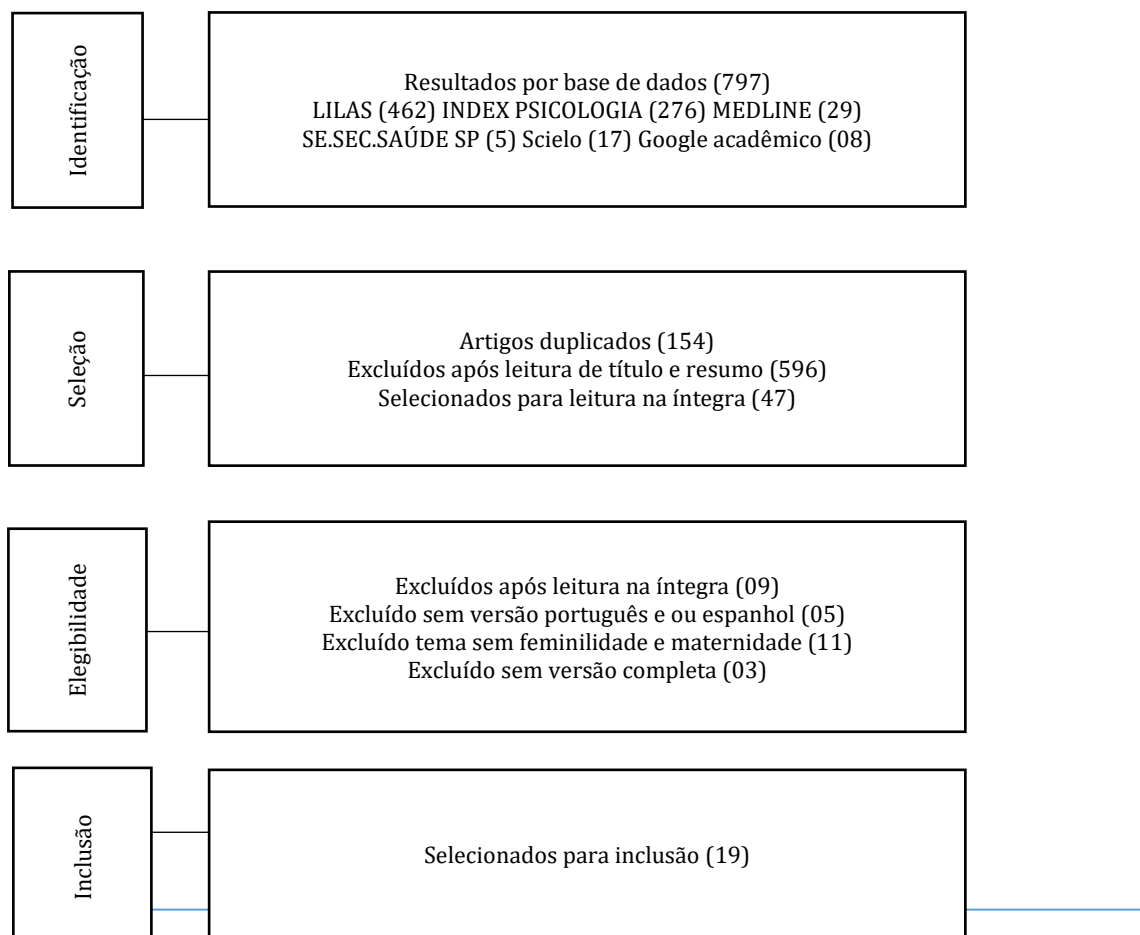 Identificação
Resultados por base de dados (797)
LILAS (462) INDEX PSICOLOGIA (276) MEDLINE (29)
SE.SEC.SAÚDE SP (5) Scielo (17) Google acadêmico (08)
Seleção
Artigos duplicados (154)
Excluídos após leitura de título e resumo (596)
Selecionados para leitura na íntegra (47)
Elegibilidade
Excluídos após leitura na íntegra (09)
Excluído sem versão português e ou espanhol (05)
Excluído tema sem feminilidade e maternidade (11)
Excluído sem versão completa (03)
Inclusão
Selecionados para inclusão (19)